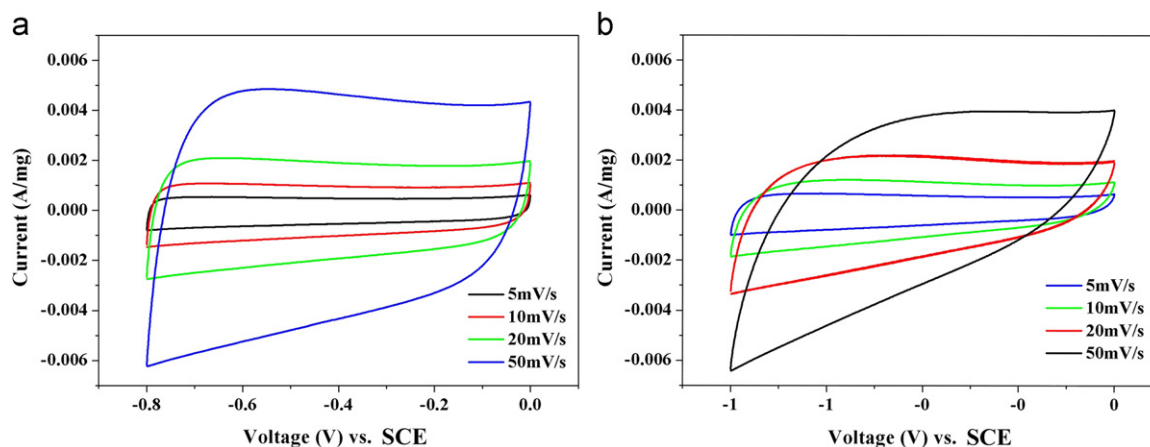 a
Current (A/mg)
0.006
0.004
0.002
0.000
-0.002
-0.004
-0.006
5mV/s
10mV/s
20mV/s
50mV/s
-0.8
-0.6
-0.4
-0.2
0.0
Voltage (V) vs. SCE
b
Current (A/mg)
0.006
0.004
0.002
0.000
-0.002
-0.004
-0.006
5mV/s
10mV/s
20mV/s
50mV/s
-1
-1
-0
-0
0
Voltage (V) vs. SCE